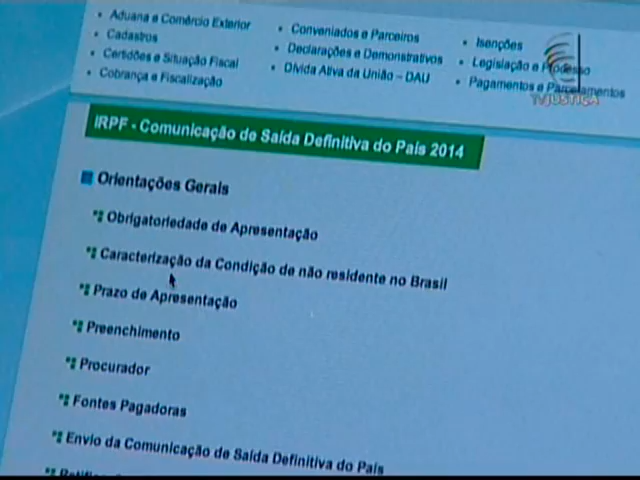 Aduana e Comércio Exterior
Cadastros
Certidões e Situação Fiscal
Cobrança e Fiscalização
Conveniados e Parceiros
Declarações e Demonstrativos
Dívida Ativa da União – DAU
Isenções
Legislação e Processo
Pagamentos e Parcelamentos
TV JUSTIÇA
IRPF - Comunicação de Saída Definitiva do País 2014
Orientações Gerais
Obrigatoriedade de Apresentação
Caracterização da Condição de não residente no Brasil
Prazo de Apresentação
Preenchimento
Procurador
Fontes Pagadoras
Envio da Comunicação de Saída Definitiva do País